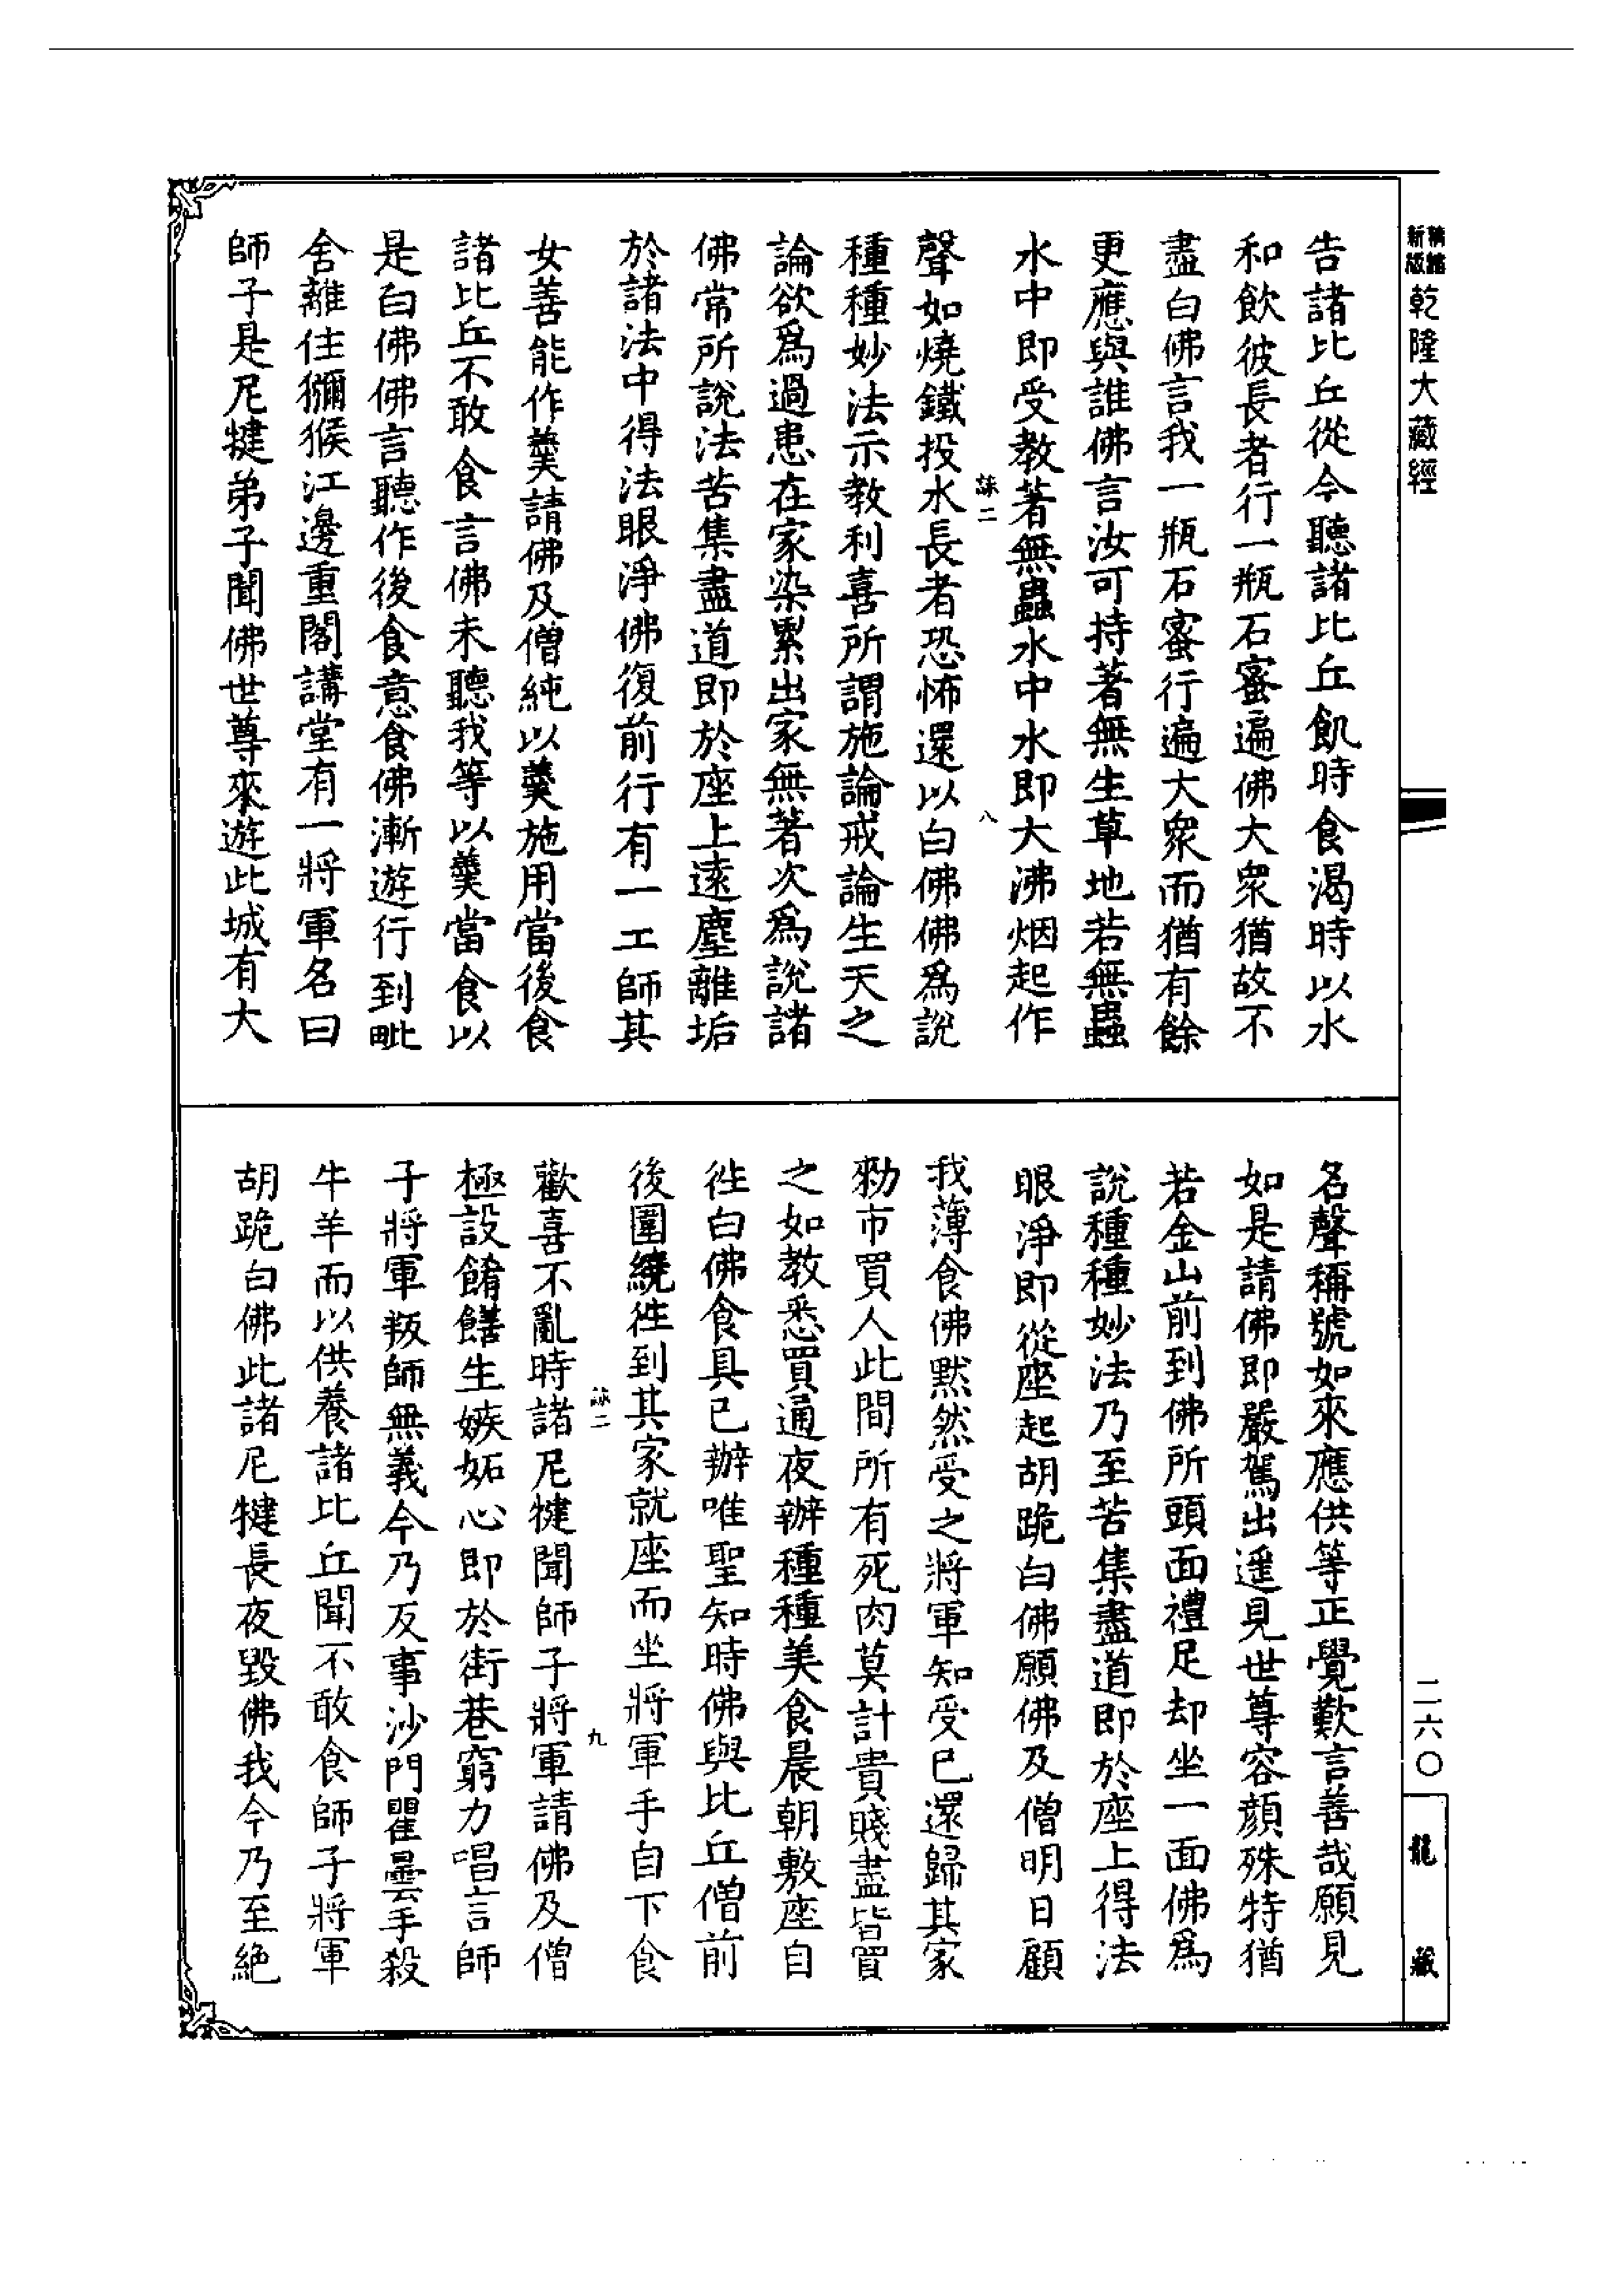 精縮新版乾隆大藏經
告諸比丘從今聽諸比丘飢時食渴時以水
和飲彼長者行一瓶石蜜遍佛大眾猶故不
盡白佛言我一瓶石蜜行遍大眾而猶有餘
更應與誰佛言汝可持著無生草地若無蟲
水中即受教著無蟲水中水即大沸烟起作
詠二 八
聲如燒鐵投水長者恐怖還以白佛佛爲說
種種妙法示教利喜所謂施論戒論生天之
論欲爲過患在家染累出家無著次爲說諸
佛常所說法苦集盡道即於座上遠塵離垢
於諸法中得法眼淨佛復前行有一工師其
女善能作羹請佛及僧純以羹施用當後食
諸比丘不敢食言佛未聽我等以羹當食以
是白佛佛言聽作後食意食佛漸遊行到毗
舍離住獼猴江邊重閣講堂有一將軍名曰
師子是尼犍弟子聞佛世尊來遊此城有大
名聲稱號如來應供等正覺歎言善哉願見
如是請佛即嚴駕出遥見世尊容顏殊特猶
若金山前到佛所頭面禮足却坐一面佛爲
說種種妙法乃至苦集盡道即於座上得法
眼淨即從座起胡跪白佛願佛及僧明日顧
我薄食佛默然受之將軍知受已還歸其家
勑市買人此間所有死肉莫計貴賤盡皆買
之如教悉買通夜辦種種美食晨朝敷座自
往白佛食具已辦唯聖知時佛與比丘僧前
後圍繞往到其家就座而坐將軍手自下食
詠二 九
歡喜不亂時諸尼犍聞師子將軍請佛及僧
極設餚饍生嫉妬心即於街巷窮力唱言師
子將軍叛師無義今乃反事沙門瞿曇手殺
牛羊而以供養諸比丘聞不敢食師子將軍
胡跪白佛此諸尼犍長夜毀佛我今乃至絕
二六〇
龍藏